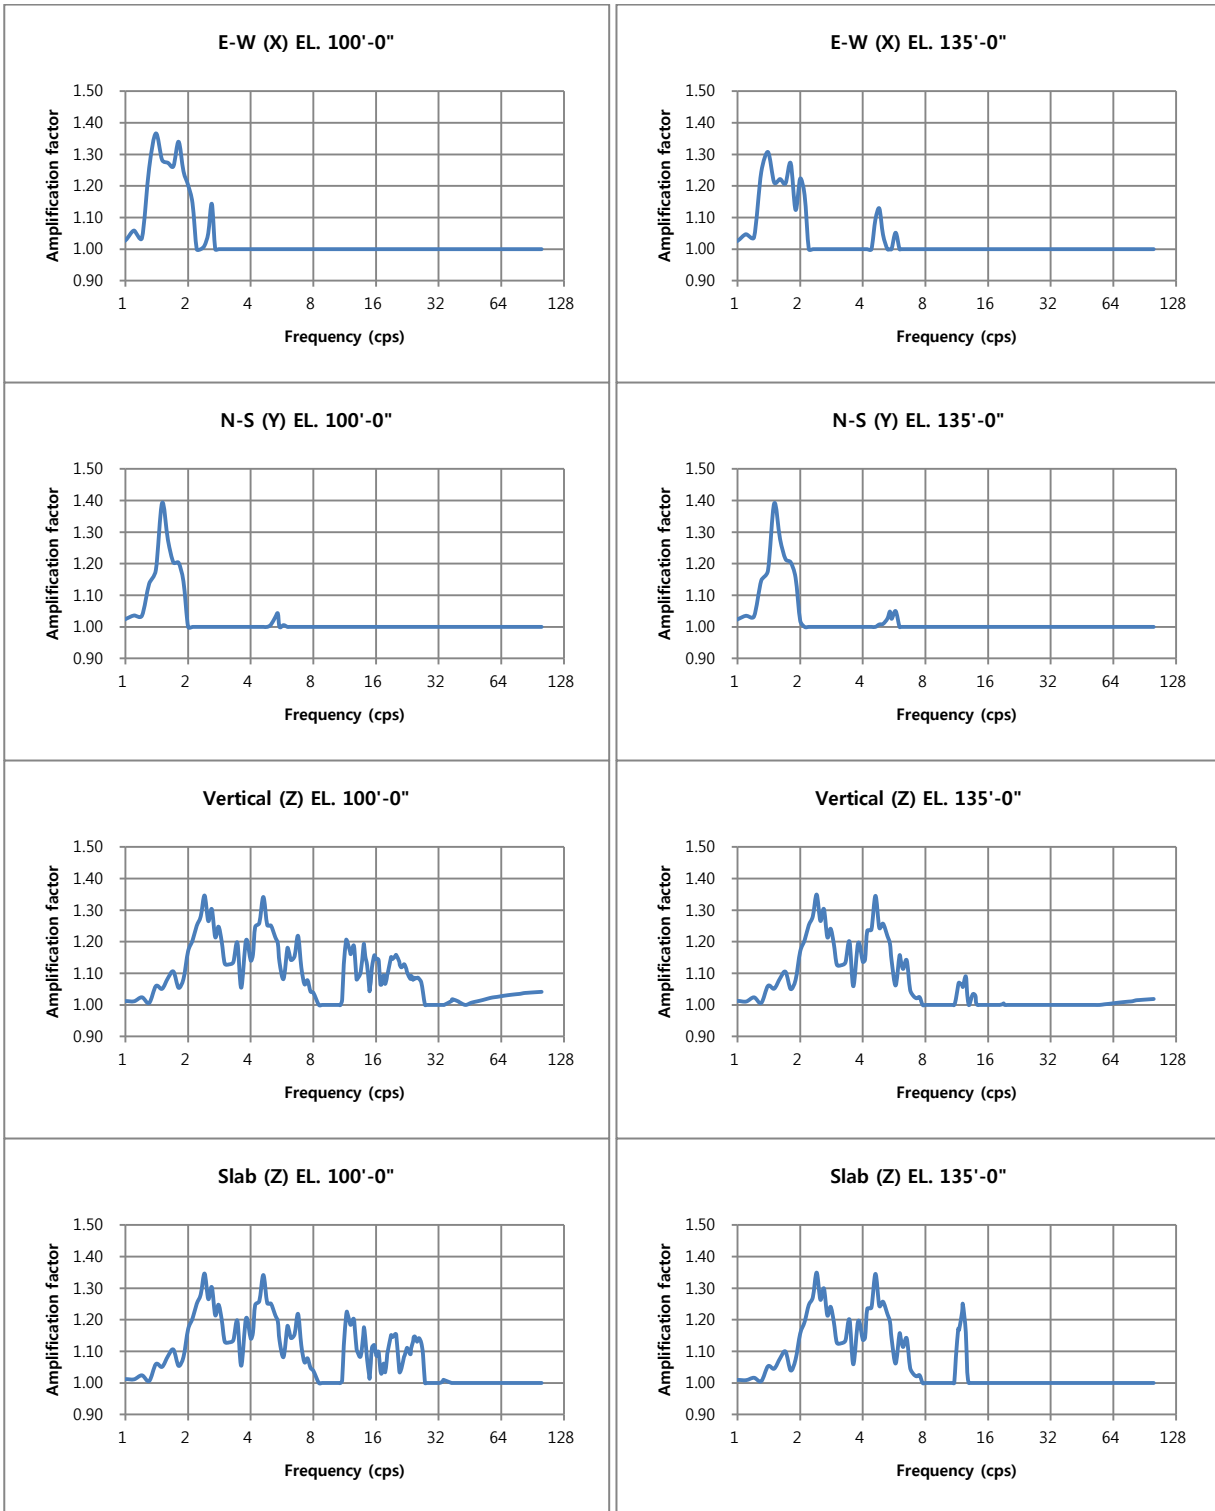 E-W (X) EL. 100'-0"
Amplification factor
1.50
1.40
1.30
1.20
1.10
1.00
0.90
1 2 4 8 16 32 64 128
Frequency (cps)
E-W (X) EL. 135'-0"
Amplification factor
1.50
1.40
1.30
1.20
1.10
1.00
0.90
1 2 4 8 16 32 64 128
Frequency (cps)
N-S (Y) EL. 100'-0"
Amplification factor
1.50
1.40
1.30
1.20
1.10
1.00
0.90
1 2 4 8 16 32 64 128
Frequency (cps)
N-S (Y) EL. 135'-0"
Amplification factor
1.50
1.40
1.30
1.20
1.10
1.00
0.90
1 2 4 8 16 32 64 128
Frequency (cps)
Vertical (Z) EL. 100'-0"
Amplification factor
1.50
1.40
1.30
1.20
1.10
1.00
0.90
1 2 4 8 16 32 64 128
Frequency (cps)
Vertical (Z) EL. 135'-0"
Amplification factor
1.50
1.40
1.30
1.20
1.10
1.00
0.90
1 2 4 8 16 32 64 128
Frequency (cps)
Slab (Z) EL. 100'-0"
Amplification factor
1.50
1.40
1.30
1.20
1.10
1.00
0.90
1 2 4 8 16 32 64 128
Frequency (cps)
Slab (Z) EL. 135'-0"
Amplification factor
1.50
1.40
1.30
1.20
1.10
1.00
0.90
1 2 4 8 16 32 64 128
Frequency (cps)